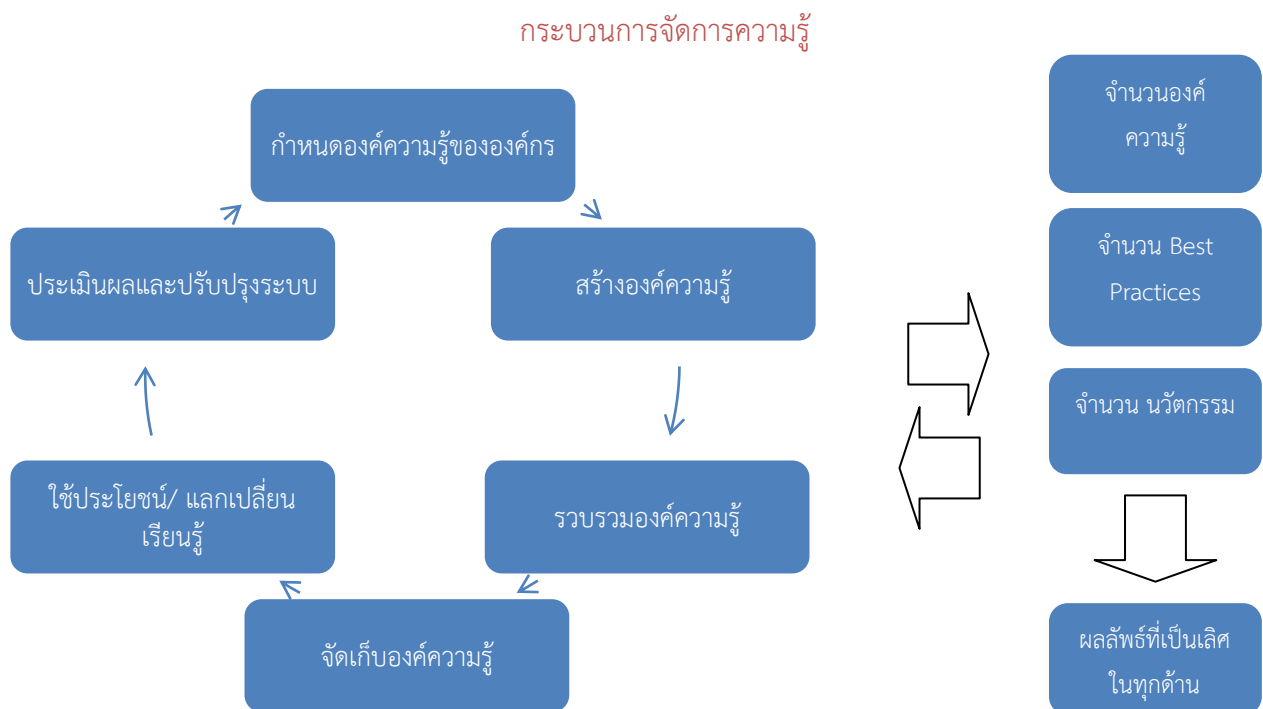 กระบวนการจัดการความรู้
กำหนดองค์ความรู้ขององค์กร
สร้างองค์ความรู้
รวบรวมองค์ความรู้
จัดเก็บองค์ความรู้
ใช้ประโยชน์/ แลกเปลี่ยน
เรียนรู้
ประเมินผลและปรับปรุงระบบ
จำนวนองค์
ความรู้
จำนวน Best
Practices
จำนวน นวัตกรรม
ผลลัพธ์ที่เป็นเลิศ
ในทุกด้าน